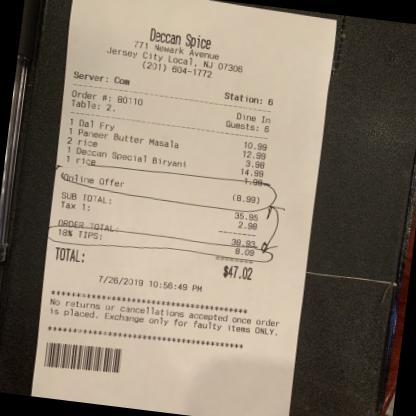 Deccan Spice
771 Newark Avenue
Jersey City Local, NJ 07306
(201) 604-1772
Server: Com Station: 6
Order #: B0110 Dine In
Table: 2. Guests: 6
1 Dal Fry 10.99
1 Paneer Butter Masala 12.99
2 rice 3.98
1 Deccan Special Biryani 14.99
1 rice 1.99
Online Offer (8.99)
SUB TOTAL: 35.95
Tax 1: 2.98
ORDER TOTAL: 38.93
18% TIPS: 8.09
TOTAL: $47.02
7/26/2019 10:56:49 PM
****************************************
No returns or cancellations accepted once order
is placed. Exchange only for faulty items ONLY.
****************************************